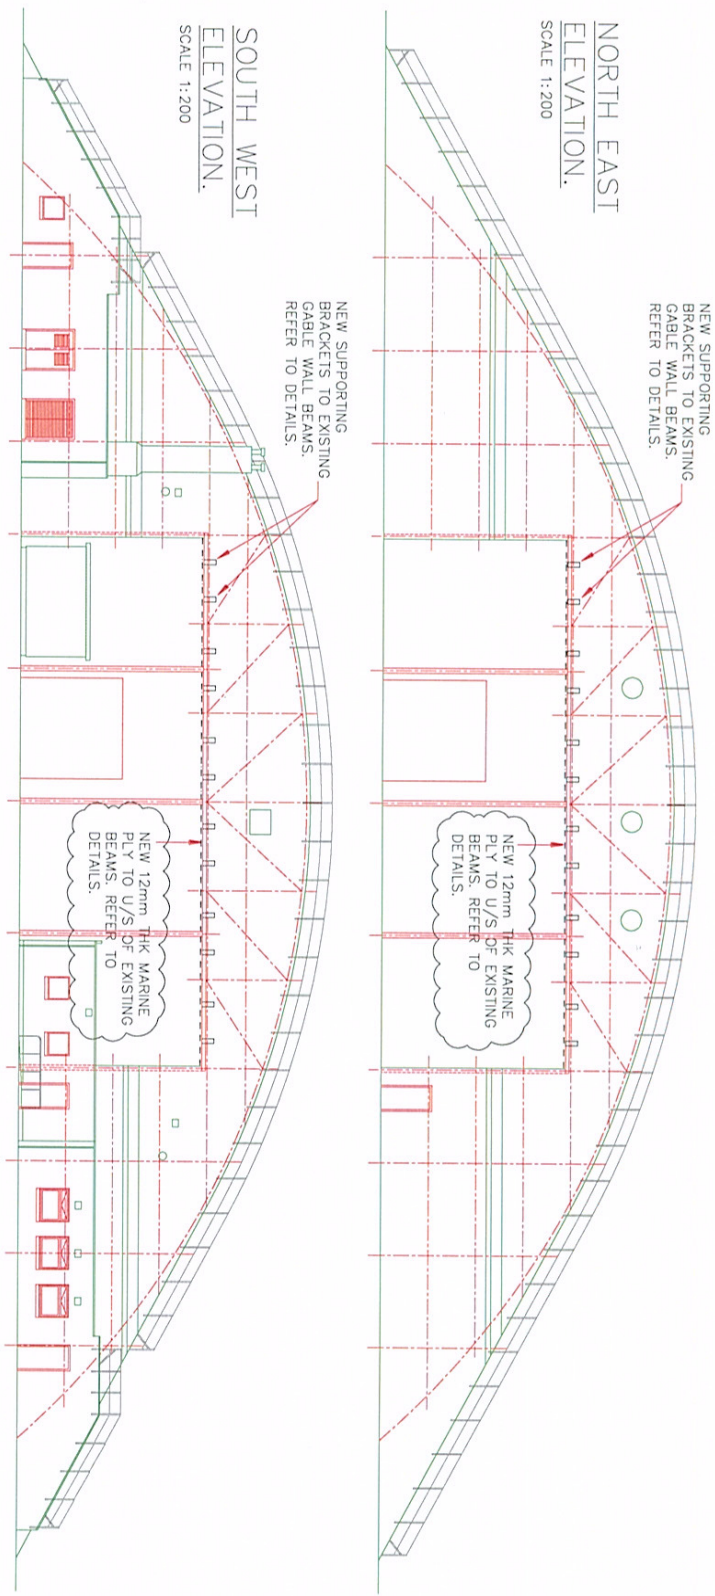 NORTH EAST
ELEVATION.
SCALE 1:200
NEW SUPPORTING
BRACKETS TO EXISTING
GABLE WALL BEAMS.
REFER TO DETAILS.
NEW 12mm THK MARINE
PLY TO U/S OF EXISTING
BEAMS. REFER TO
DETAILS.
SOUTH WEST
ELEVATION.
SCALE 1:200
NEW SUPPORTING
BRACKETS TO EXISTING
GABLE WALL BEAMS.
REFER TO DETAILS.
NEW 12mm THK MARINE
PLY TO U/S OF EXISTING
BEAMS. REFER TO
DETAILS.